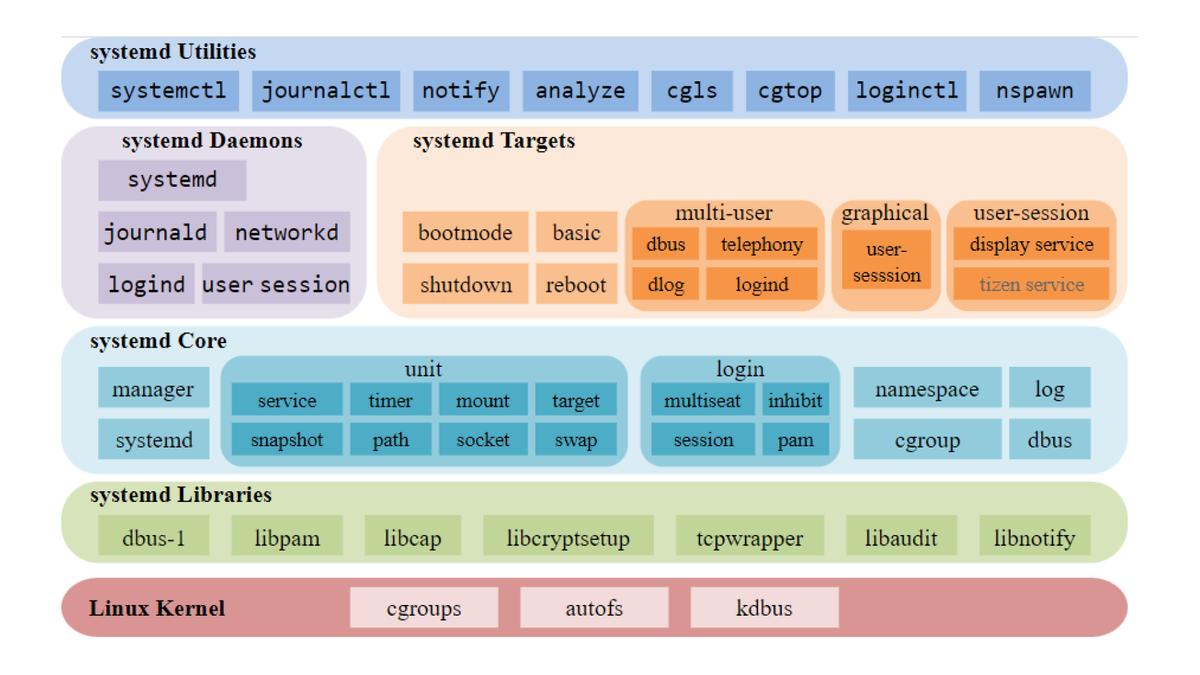 systemd Utilities
systemctl journalctl notify analyze cgls cgtop loginctl nspawn
systemd Daemons
systemd
journald networkd
logind user session
systemd Targets
bootmode basic
shutdown reboot
multi-user
dbus telephony
dlog logind
graphical
user-
sesssion
user-session
display service
tizen service
systemd Core
manager
systemd
unit
service timer mount target
snapshot path socket swap
login
multiseat inhibit
session pam
namespace log
cgroup dbus
systemd Libraries
dbus-1 libpam libcap libcryptsetup tcpwrapper libaudit libnotify
Linux Kernel cgroups autofs kdbus